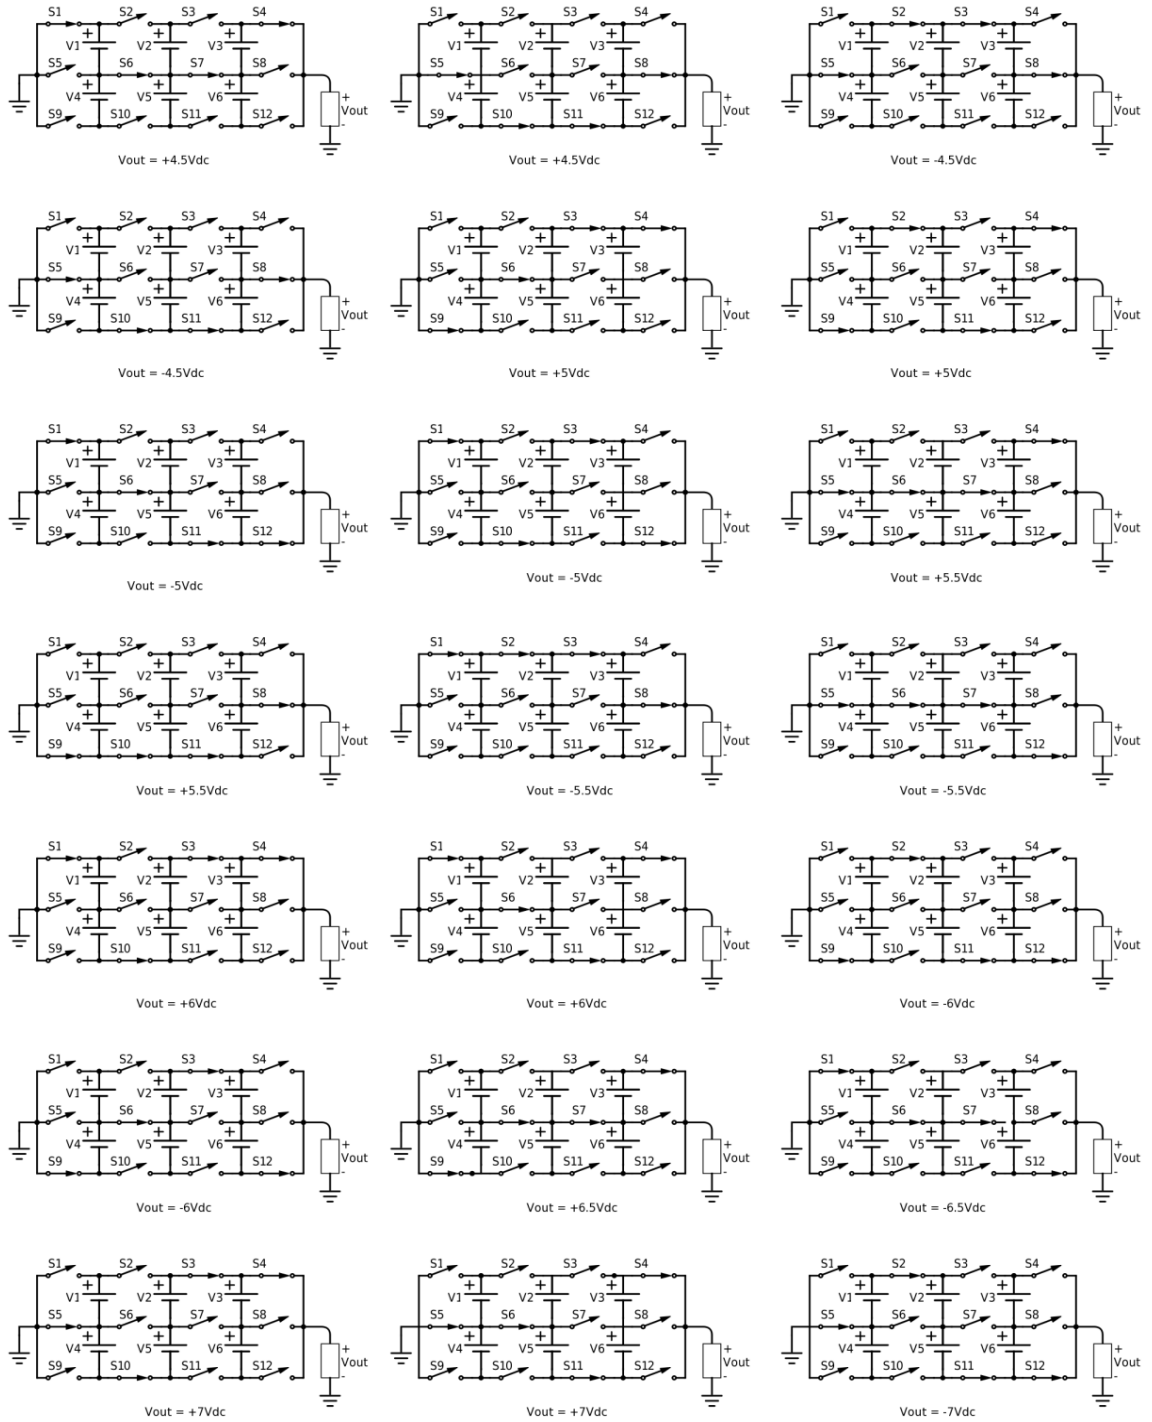 S1 S2 S3 S4
+ V1 + V2 + V3
S5 S6 S7 S8
+ V4 + V5 + V6 + Vout
S9 S10 S11 S12 -
Vout = +4.5Vdc
S1 S2 S3 S4
+ V1 + V2 + V3
S5 S6 S7 S8
+ V4 + V5 + V6 + Vout
S9 S10 S11 S12 -
Vout = +4.5Vdc
S1 S2 S3 S4
+ V1 + V2 + V3
S5 S6 S7 S8
+ V4 + V5 + V6 + Vout
S9 S10 S11 S12 -
Vout = -4.5Vdc
S1 S2 S3 S4
+ V1 + V2 + V3
S5 S6 S7 S8
+ V4 + V5 + V6 + Vout
S9 S10 S11 S12 -
Vout = -4.5Vdc
S1 S2 S3 S4
+ V1 + V2 + V3
S5 S6 S7 S8
+ V4 + V5 + V6 + Vout
S9 S10 S11 S12 -
Vout = +5Vdc
S1 S2 S3 S4
+ V1 + V2 + V3
S5 S6 S7 S8
+ V4 + V5 + V6 + Vout
S9 S10 S11 S12 -
Vout = +5Vdc
S1 S2 S3 S4
+ V1 + V2 + V3
S5 S6 S7 S8
+ V4 + V5 + V6 + Vout
S9 S10 S11 S12 -
Vout = -5Vdc
S1 S2 S3 S4
+ V1 + V2 + V3
S5 S6 S7 S8
+ V4 + V5 + V6 + Vout
S9 S10 S11 S12 -
Vout = -5Vdc
S1 S2 S3 S4
+ V1 + V2 + V3
S5 S6 S7 S8
+ V4 + V5 + V6 + Vout
S9 S10 S11 S12 -
Vout = +5.5Vdc
S1 S2 S3 S4
+ V1 + V2 + V3
S5 S6 S7 S8
+ V4 + V5 + V6 + Vout
S9 S10 S11 S12 -
Vout = +5.5Vdc
S1 S2 S3 S4
+ V1 + V2 + V3
S5 S6 S7 S8
+ V4 + V5 + V6 + Vout
S9 S10 S11 S12 -
Vout = -5.5Vdc
S1 S2 S3 S4
+ V1 + V2 + V3
S5 S6 S7 S8
+ V4 + V5 + V6 + Vout
S9 S10 S11 S12 -
Vout = -5.5Vdc
S1 S2 S3 S4
+ V1 + V2 + V3
S5 S6 S7 S8
+ V4 + V5 + V6 + Vout
S9 S10 S11 S12 -
Vout = +6Vdc
S1 S2 S3 S4
+ V1 + V2 + V3
S5 S6 S7 S8
+ V4 + V5 + V6 + Vout
S9 S10 S11 S12 -
Vout = +6Vdc
S1 S2 S3 S4
+ V1 + V2 + V3
S5 S6 S7 S8
+ V4 + V5 + V6 + Vout
S9 S10 S11 S12 -
Vout = -6Vdc
S1 S2 S3 S4
+ V1 + V2 + V3
S5 S6 S7 S8
+ V4 + V5 + V6 + Vout
S9 S10 S11 S12 -
Vout = -6Vdc
S1 S2 S3 S4
+ V1 + V2 + V3
S5 S6 S7 S8
+ V4 + V5 + V6 + Vout
S9 S10 S11 S12 -
Vout = +6.5Vdc
S1 S2 S3 S4
+ V1 + V2 + V3
S5 S6 S7 S8
+ V4 + V5 + V6 + Vout
S9 S10 S11 S12 -
Vout = -6.5Vdc
S1 S2 S3 S4
+ V1 + V2 + V3
S5 S6 S7 S8
+ V4 + V5 + V6 + Vout
S9 S10 S11 S12 -
Vout = +7Vdc
S1 S2 S3 S4
+ V1 + V2 + V3
S5 S6 S7 S8
+ V4 + V5 + V6 + Vout
S9 S10 S11 S12 -
Vout = +7Vdc
S1 S2 S3 S4
+ V1 + V2 + V3
S5 S6 S7 S8
+ V4 + V5 + V6 + Vout
S9 S10 S11 S12 -
Vout = -7Vdc